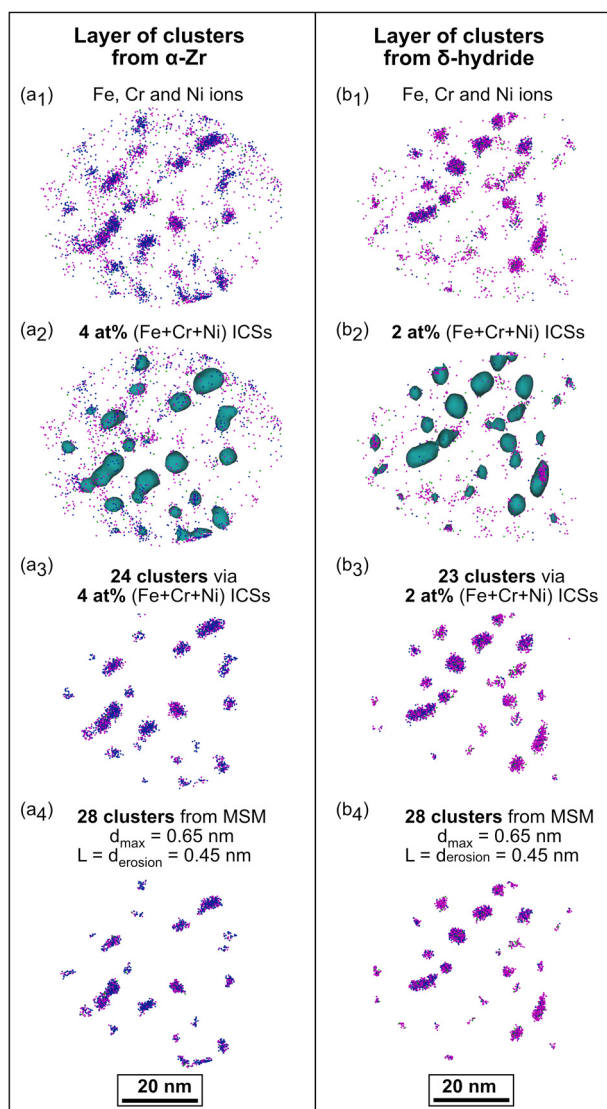 Layer of clusters
from α-Zr
(a₁) Fe, Cr and Ni ions
(a₂) 4 at% (Fe+Cr+Ni) ICSs
(a₃) 24 clusters via
4 at% (Fe+Cr+Ni) ICSs
(a₄) 28 clusters from MSM
dmax = 0.65 nm
L = derosion = 0.45 nm
20 nm
Layer of clusters
from δ-hydride
(b₁) Fe, Cr and Ni ions
(b₂) 2 at% (Fe+Cr+Ni) ICSs
(b₃) 23 clusters via
2 at% (Fe+Cr+Ni) ICSs
(b₄) 28 clusters from MSM
dmax = 0.65 nm
L = derosion = 0.45 nm
20 nm